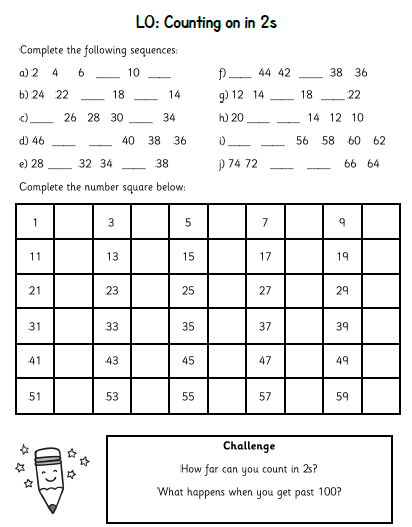 LO: Counting on in 2s
Complete the following sequences:
a) 2 4 6 ____ 10 ____
f) ____ 44 42 ____ 38 36
b) 24 22 ____ 18 ____ 14
g) 12 14 ____ 18 ____ 22
c) ____ 26 28 30 ____ 34
h) 20 ____ ____ 14 12 10
d) 46 ____ ____ 40 38 36
i) ____ ____ 56 58 60 62
e) 28 ____ 32 34 ____ 38
j) 74 72 ____ ____ 66 64
Complete the number square below:
1 3 5 7 9
11 13 15 17 19
21 23 25 27 29
31 33 35 37 39
41 43 45 47 49
51 53 55 57 59
Challenge
How far can you count in 2s?
What happens when you get past 100?